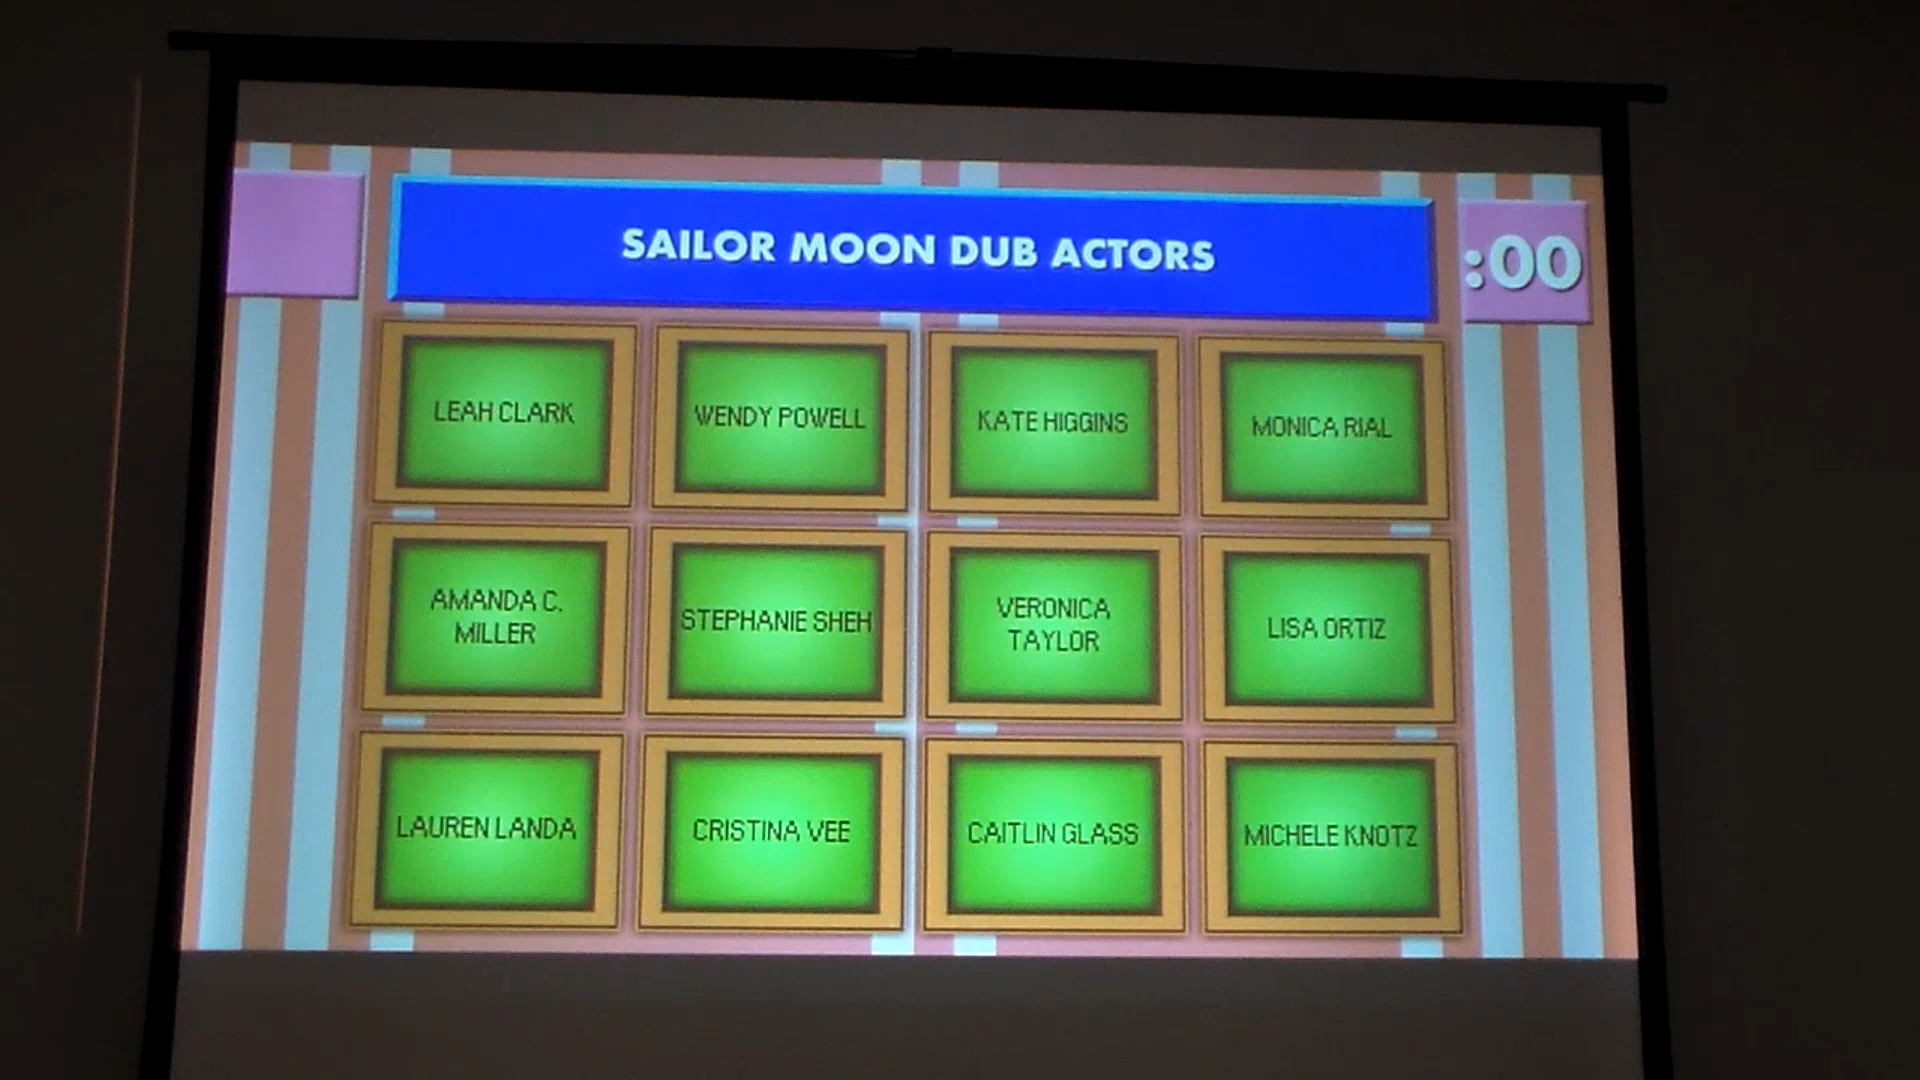 SAILOR MOON DUB ACTORS
:00
LEAH CLARK
WENDY POWELL
KATE HIGGINS
MONICA RIAL
AMANDA C.
MILLER
STEPHANIE SHEH
VERONICA
TAYLOR
LISA ORTIZ
LAUREN LANDA
CRISTINA VEE
CAITLIN GLASS
MICHELE KNOTZ